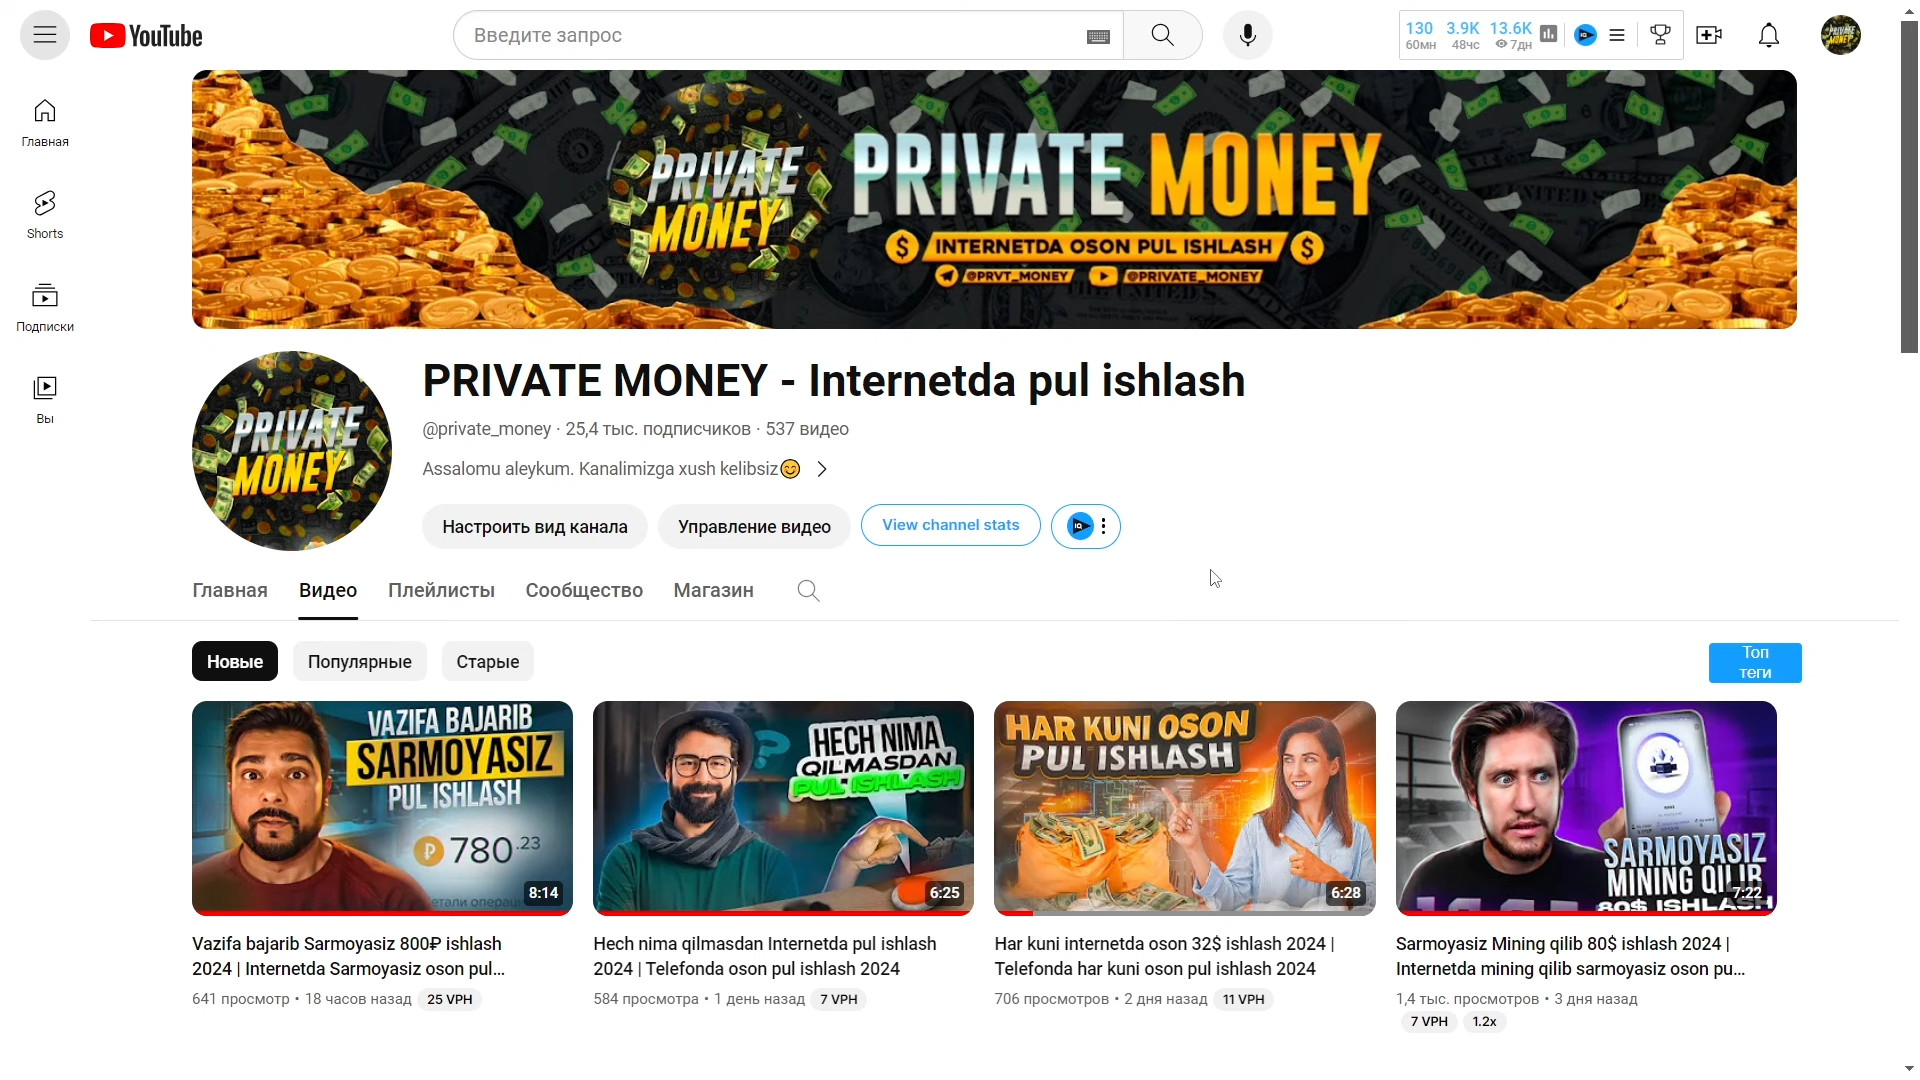 YouTube
Введите запрос
130 3.9K 13.6K
60мн 48чс 7дн
Главная
Shorts
Подписки
Вы
PRIVATE MONEY
PRIVATE MONEY
$ INTERNETDA OSON PUL ISHLASH $
@PRVT_MONEY @PRIVATE_MONEY
PRIVATE MONEY
PRIVATE MONEY - Internetda pul ishlash
@private_money · 25,4 тыс. подписчиков · 537 видео
Assalomu aleykum. Kanalimizga xush kelibsiz😊
Настроить вид канала
Управление видео
View channel stats
IQ
Главная Видео Плейлисты Сообщество Магазин
Новые Популярные Старые
Топ
теги
VAZIFA BAJARIB
SARMOYASIZ
PUL ISHLASH
₽ 780.23
8:14
HECH NIMA
QILMASDAN
PUL ISHLASH
6:25
HAR KUNI OSON
PUL ISHLASH
6:28
SARMOYASIZ
MINING QILIB
80$ ISHLASH
7:22
Vazifa bajarib Sarmoyasiz 800₽ ishlash
2024 | Internetda Sarmoyasiz oson pul...
641 просмотр • 18 часов назад 25 VPH
Hech nima qilmasdan Internetda pul ishlash
2024 | Telefonda oson pul ishlash 2024
584 просмотра • 1 день назад 7 VPH
Har kuni internetda oson 32$ ishlash 2024 |
Telefonda har kuni oson pul ishlash 2024
706 просмотров • 2 дня назад 11 VPH
Sarmoyasiz Mining qilib 80$ ishlash 2024 |
Internetda mining qilib sarmoyasiz oson pu...
1,4 тыс. просмотров • 3 дня назад
7 VPH 1.2x